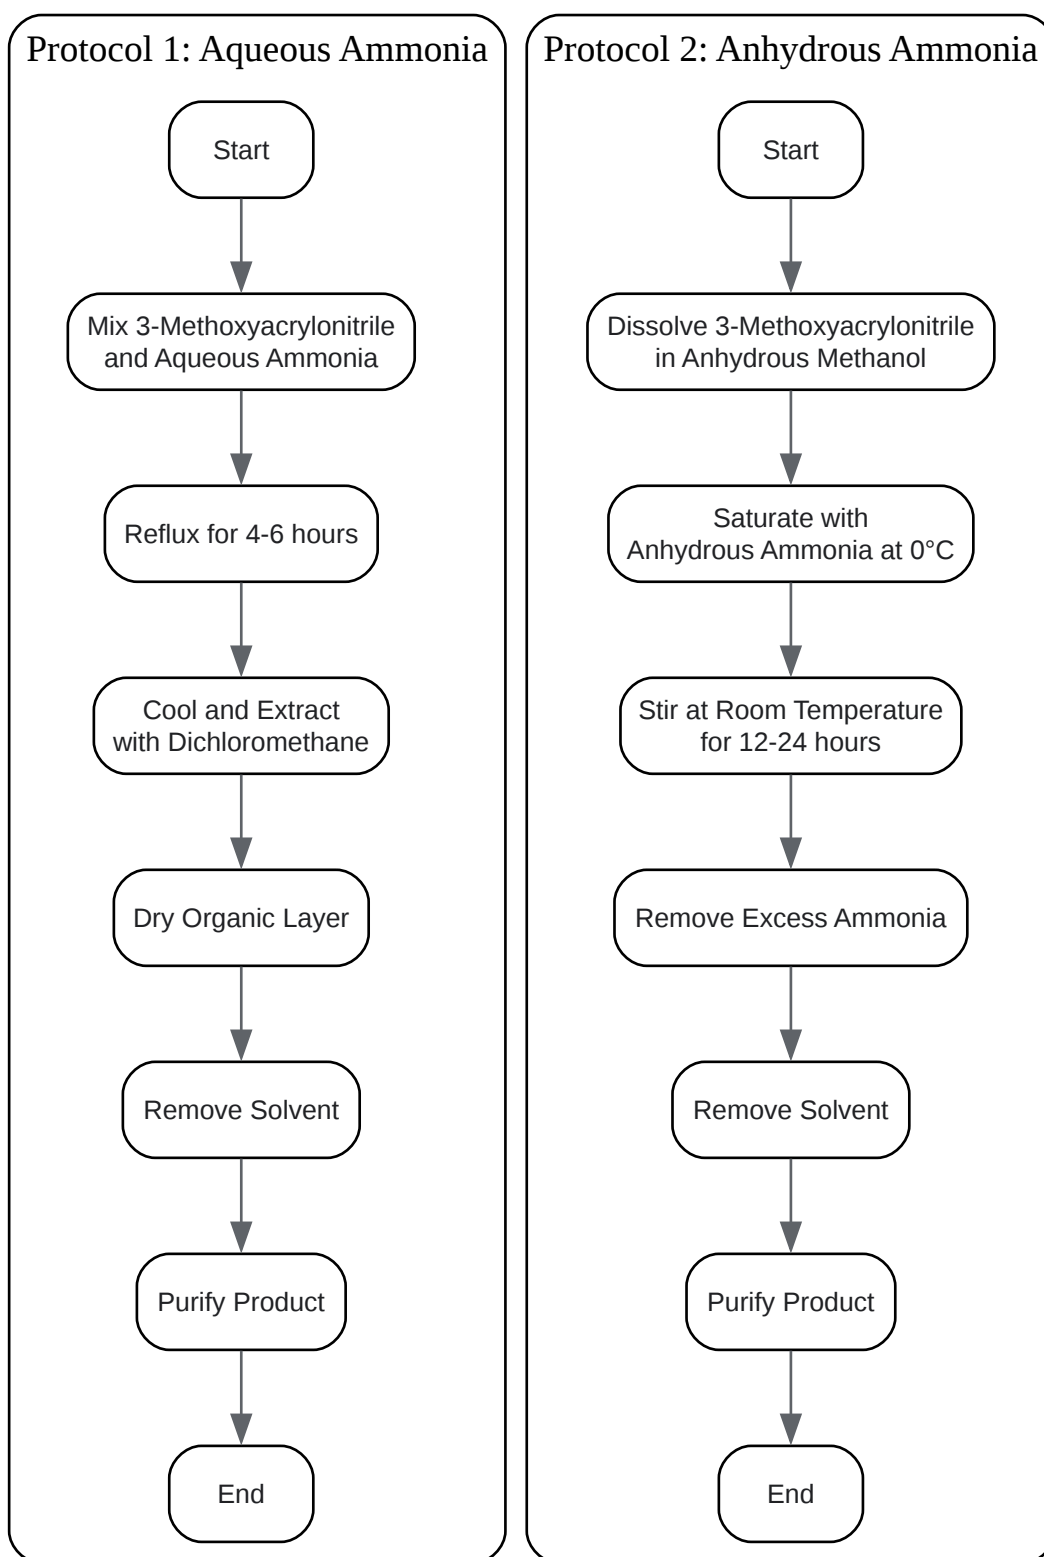 Protocol 1: Aqueous Ammonia
Start
Mix 3-Methoxyacrylonitrile
and Aqueous Ammonia
Reflux for 4-6 hours
Cool and Extract
with Dichloromethane
Dry Organic Layer
Remove Solvent
Purify Product
End
Protocol 2: Anhydrous Ammonia
Start
Dissolve 3-Methoxyacrylonitrile
in Anhydrous Methanol
Saturate with
Anhydrous Ammonia at 0°C
Stir at Room Temperature
for 12-24 hours
Remove Excess Ammonia
Remove Solvent
Purify Product
End